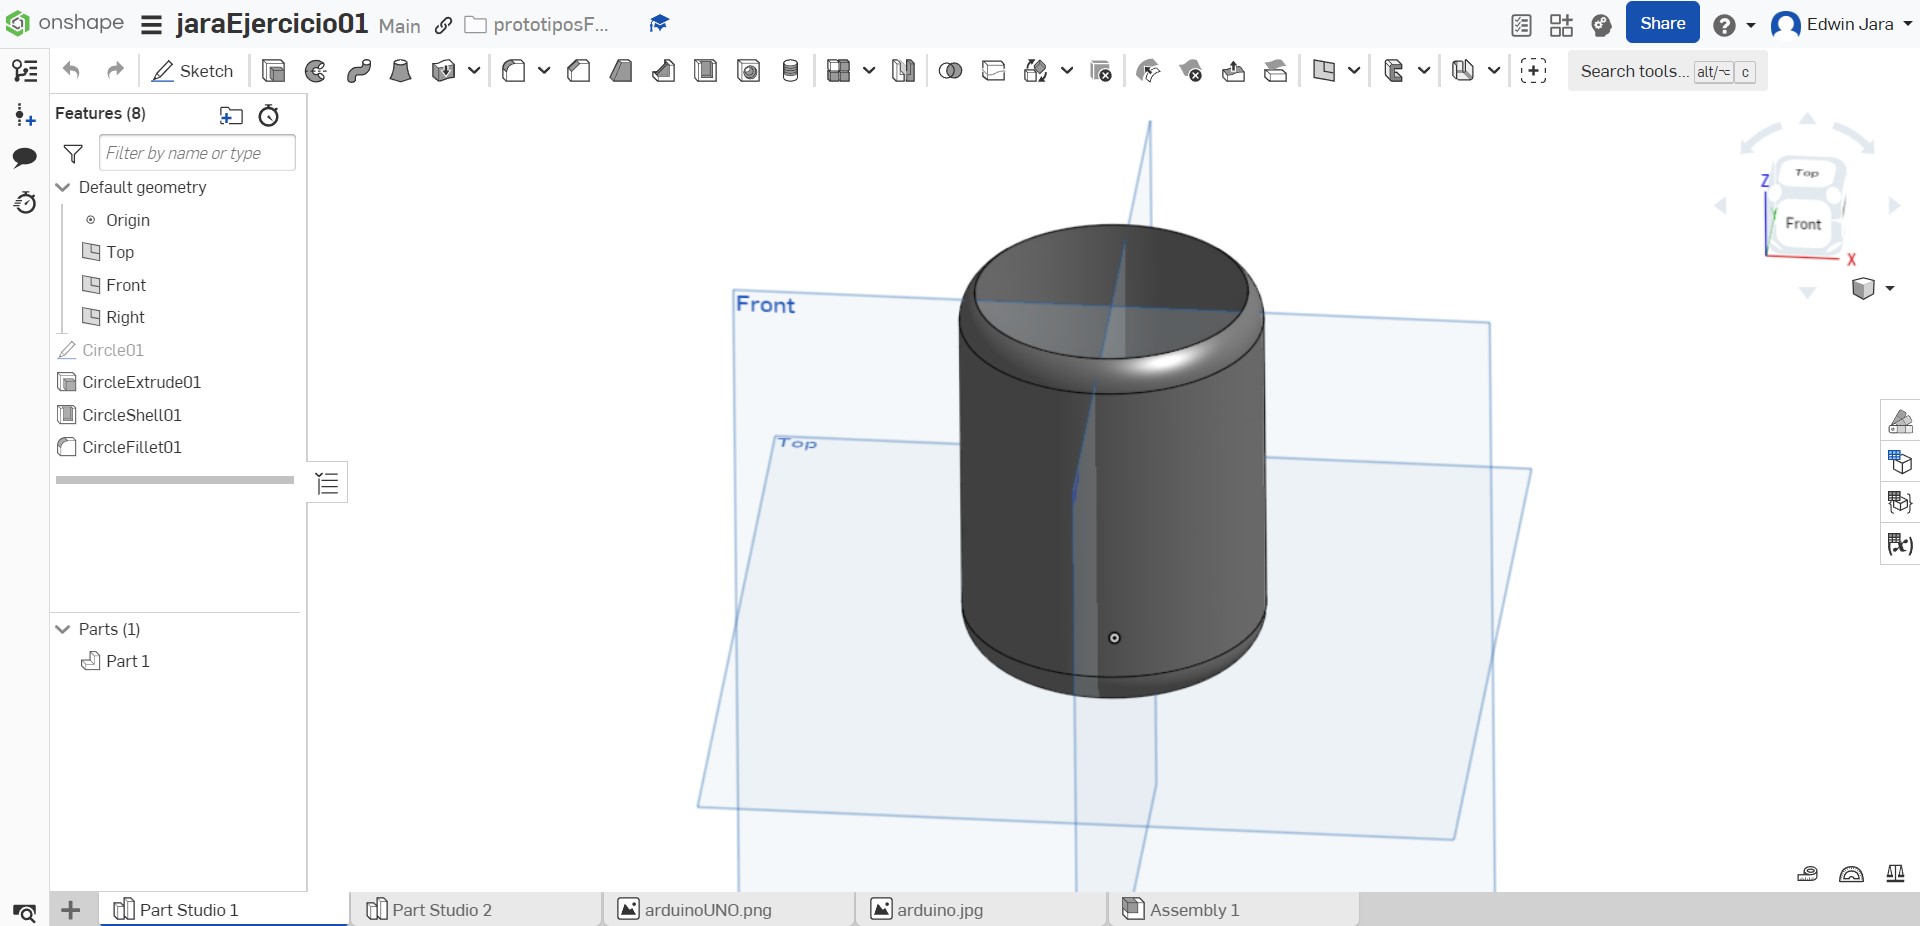 onshape jaraEjercicio01 Main prototiposF... Share Edwin Jara
Sketch Search tools... alt/⌥ c
Features (8)
Filter by name or type
Default geometry
Origin
Top
Front
Right
Circle01
CircleExtrude01
CircleShell01
CircleFillet01
Parts (1)
Part 1
Front
Top
Top
Z
Front
X
Part Studio 1 Part Studio 2 arduinoUNO.png arduino.jpg Assembly 1